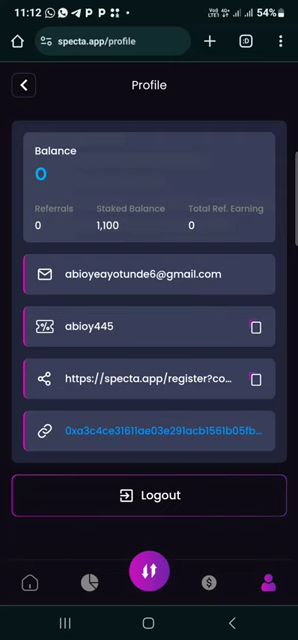 11:12
54%
specta.app/profile
:D
Profile
Balance
0
Referrals Staked Balance Total Ref. Earning
0 1,100 0
abioyeayotunde6@gmail.com
abioy445
https://specta.app/register?co...
0xa3c4ce31611ae03e291acb1561b05fb...
Logout